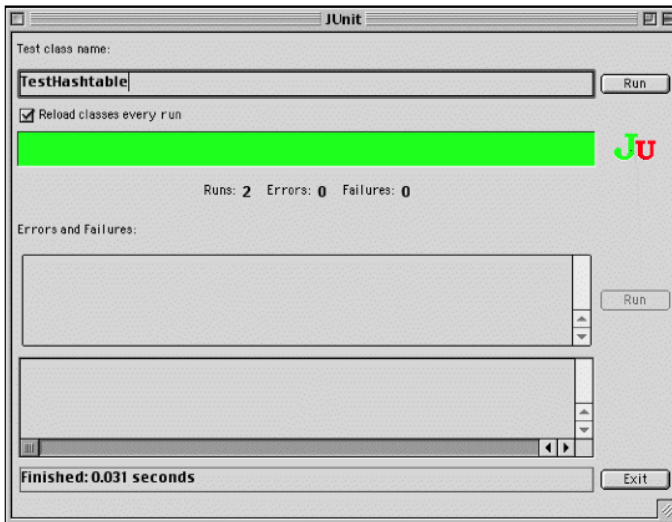 JUnit
Test class name:
TestHashtable
Run
Reload classes every run
JU
Runs: 2 Errors: 0 Failures: 0
Errors and Failures:
Run
Finished: 0.031 seconds
Exit